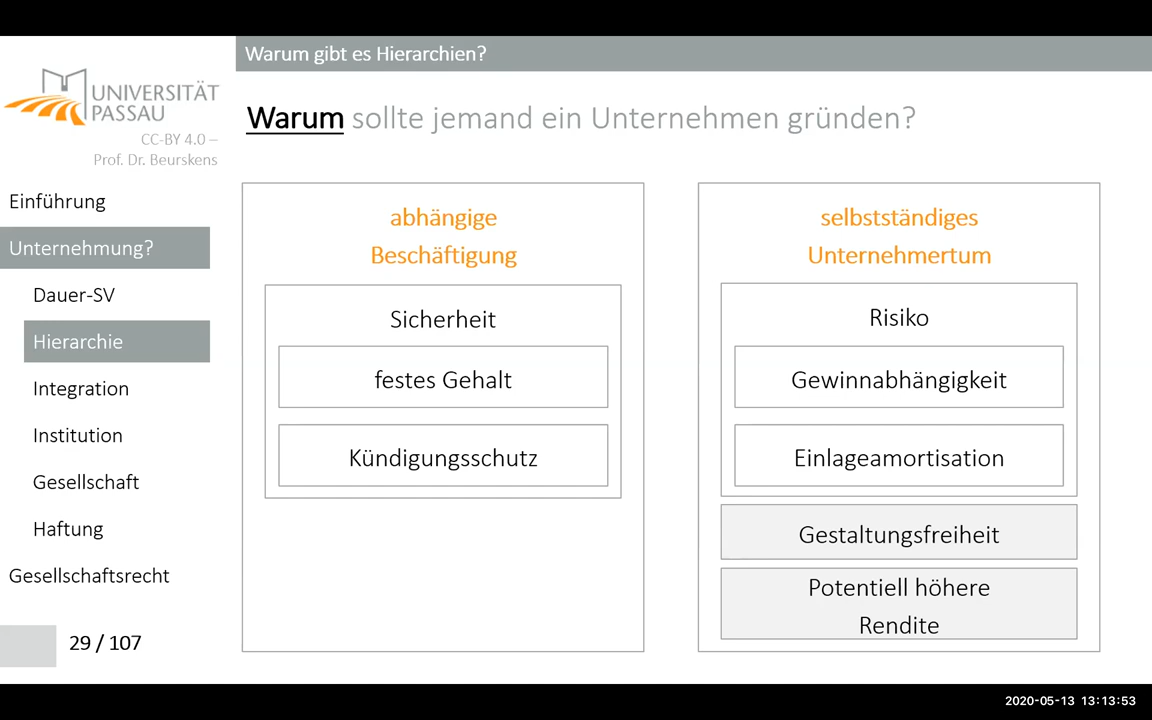 Warum gibt es Hierarchien?
UNIVERSITÄT
PASSAU
CC-BY 4.0 –
Prof. Dr. Beurskens
Einführung
Unternehmung?
Dauer-SV
Hierarchie
Integration
Institution
Gesellschaft
Haftung
Gesellschaftsrecht
29 / 107
Warum sollte jemand ein Unternehmen gründen?
abhängige
Beschäftigung
Sicherheit
festes Gehalt
Kündigungsschutz
selbstständiges
Unternehmertum
Risiko
Gewinnabhängigkeit
Einlageamortisation
Gestaltungsfreiheit
Potentiell höhere
Rendite
2020-05-13 13:13:53